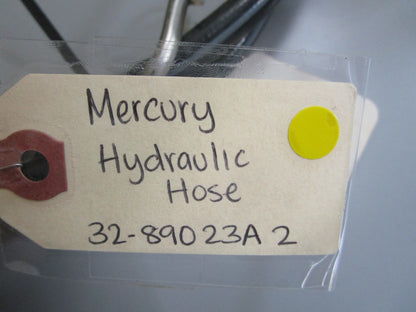 Mercury
Hydraulic
Hose
32-89023A 2